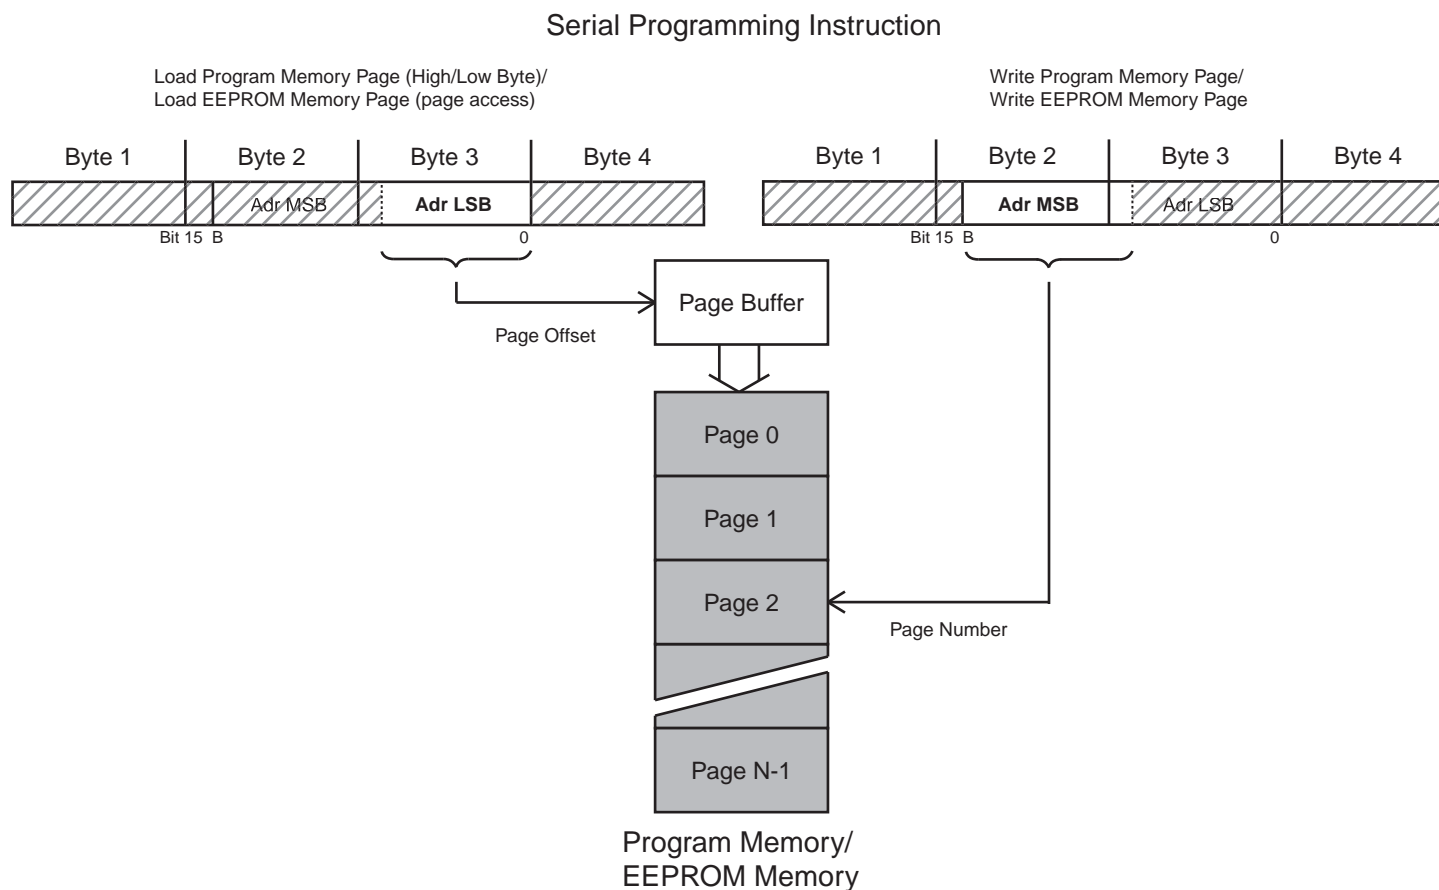 Serial Programming Instruction
Load Program Memory Page (High/Low Byte)/
Load EEPROM Memory Page (page access)
Write Program Memory Page/
Write EEPROM Memory Page
Byte 1 Byte 2 Byte 3 Byte 4
Byte 1 Byte 2 Byte 3 Byte 4
Adr MSB Adr LSB
Adr MSB Adr LSB
Bit 15 B 0
Bit 15 B 0
Page Buffer
Page Offset
Page 0
Page 1
Page 2
Page Number
Page N-1
Program Memory/
EEPROM Memory